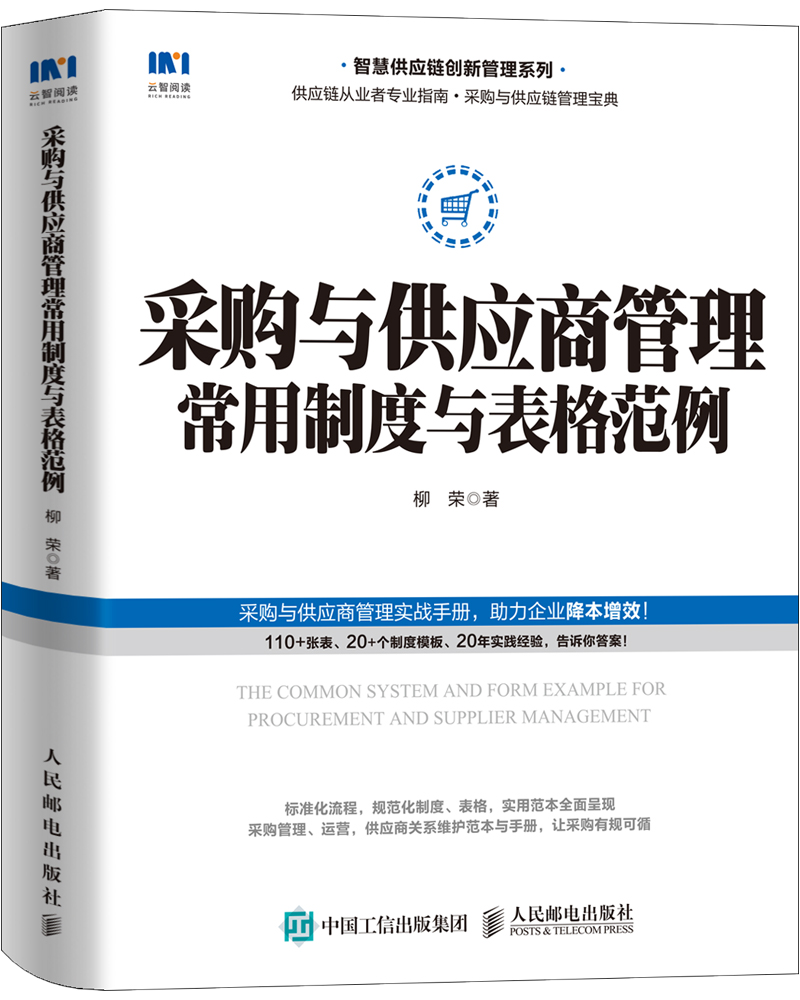 云智阅读
RICH READING
采购与供应商管理常用制度与表格范例
柳 荣◎著
人民邮电出版社
云智阅读
RICH READING
·智慧供应链创新管理系列·
供应链从业者专业指南·采购与供应链管理宝典
采购与供应商管理
常用制度与表格范例
柳 荣◎著
采购与供应商管理实战手册，助力企业降本增效！
110+张表、20+个制度模板、20年实践经验，告诉你答案！
THE COMMON SYSTEM AND FORM EXAMPLE FOR
PROCUREMENT AND SUPPLIER MANAGEMENT
标准化流程，规范化制度、表格，实用范本全面呈现
采购管理、运营，供应商关系维护范本与手册，让采购有规可循
中国工信出版集团
人民邮电出版社
POSTS & TELECOM PRESS